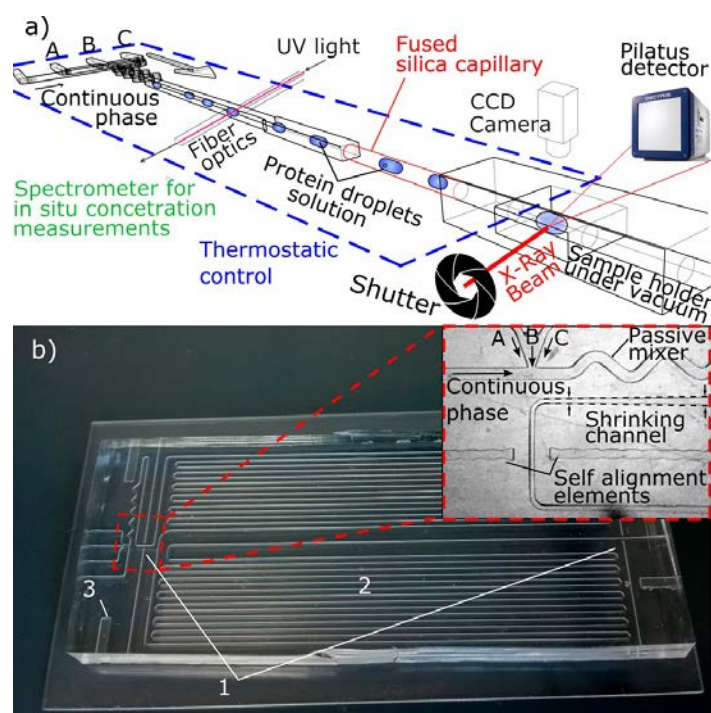 a)
A
B
C
UV light
Continuous
phase
Fiber
optics
Fused
silica capillary
CCD
Camera
Pilatus
detector
Protein droplets
solution
Spectrometer for
in situ concetration
measurements
Thermostatic
control
Shutter
X-Ray
Beam
Sample holder
under vacuum
b)
A
B
C
Passive
mixer
Continuous
phase
Shrinking
channel
Self alignment
elements
3
2
1